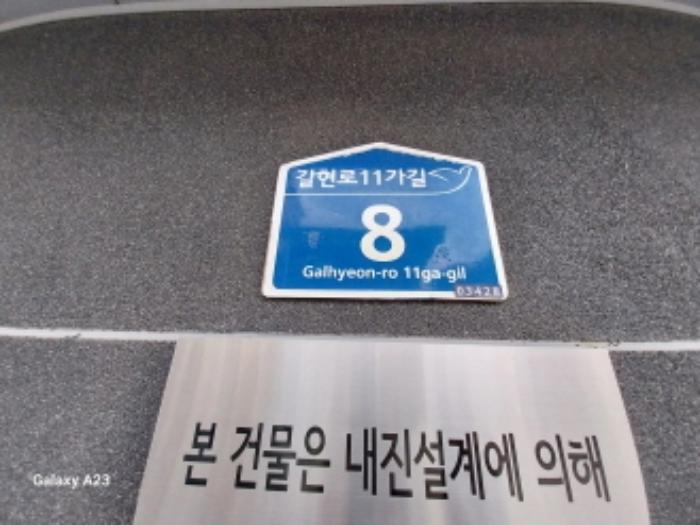 갈현로11가길
8
Galhyeon-ro 11ga-gil
03428
본 건물은 내진설계에 의해
Galaxy A23